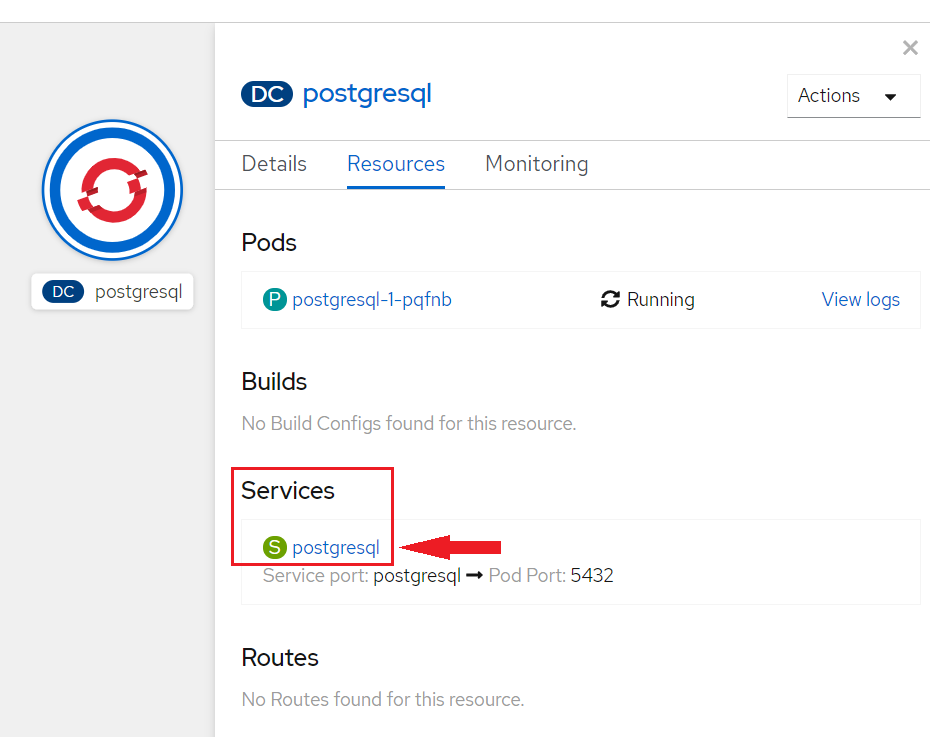 DC postgresql
Actions
Details Resources Monitoring
Pods
P postgresql-1-pqfnb Running View logs
DC postgresql
Builds
No Build Configs found for this resource.
Services
S postgresql
Service port: postgresql → Pod Port: 5432
Routes
No Routes found for this resource.